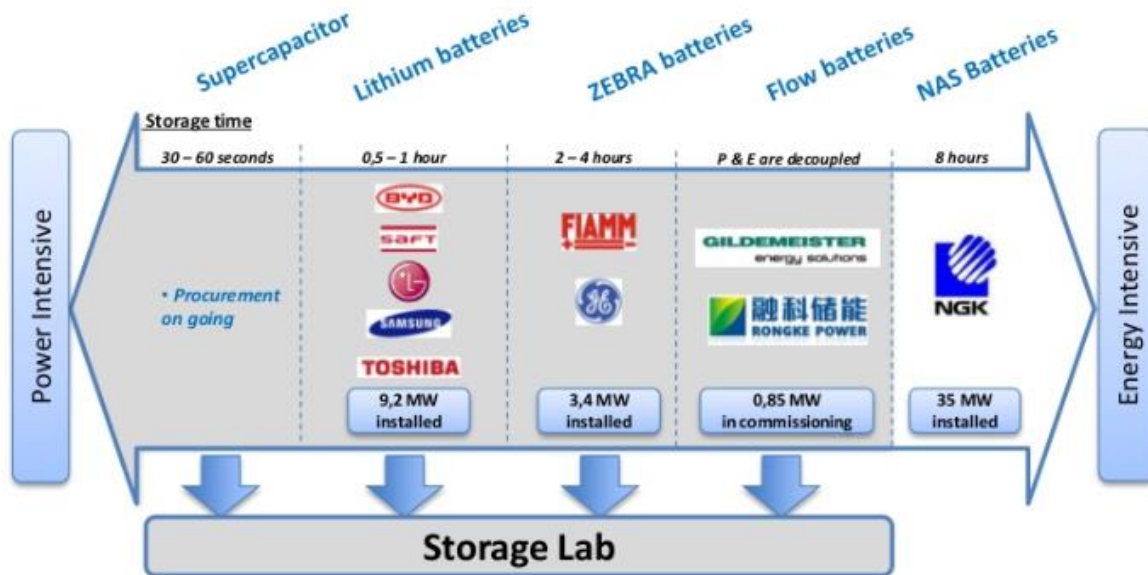 Supercapacitor
Lithium batteries
ZEBRA batteries
Flow batteries
NAS Batteries
Storage time
30 – 60 seconds
0,5 – 1 hour
2 – 4 hours
P & E are decoupled
8 hours
Power Intensive
• Procurement
on going
BYD
SAFT
LG
SAMSUNG
TOSHIBA
9,2 MW
installed
FIAMM
GE
3,4 MW
installed
GILDEMEISTER
energy solutions
融科储能
RONGKE POWER
0,85 MW
in commissioning
NGK
35 MW
installed
Energy Intensive
Storage Lab